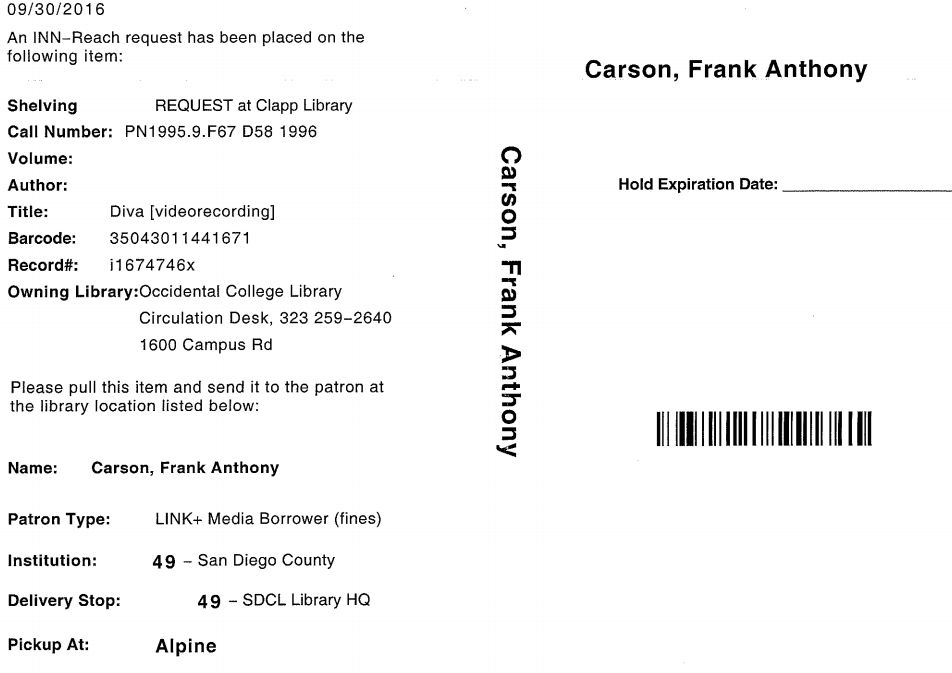 09/30/2016
An INN-Reach request has been placed on the
following item:
Shelving REQUEST at Clapp Library
Call Number: PN1995.9.F67 D58 1996
Volume:
Author:
Title: Diva [videorecording]
Barcode: 35043011441671
Record#: i1674746x
Owning Library:Occidental College Library
Circulation Desk, 323 259-2640
1600 Campus Rd
Please pull this item and send it to the patron at
the library location listed below:
Name: Carson, Frank Anthony
Patron Type: LINK+ Media Borrower (fines)
Institution: 49 - San Diego County
Delivery Stop: 49 - SDCL Library HQ
Pickup At: Alpine
Carson, Frank Anthony
Carson, Frank Anthony
Hold Expiration Date: ____________________